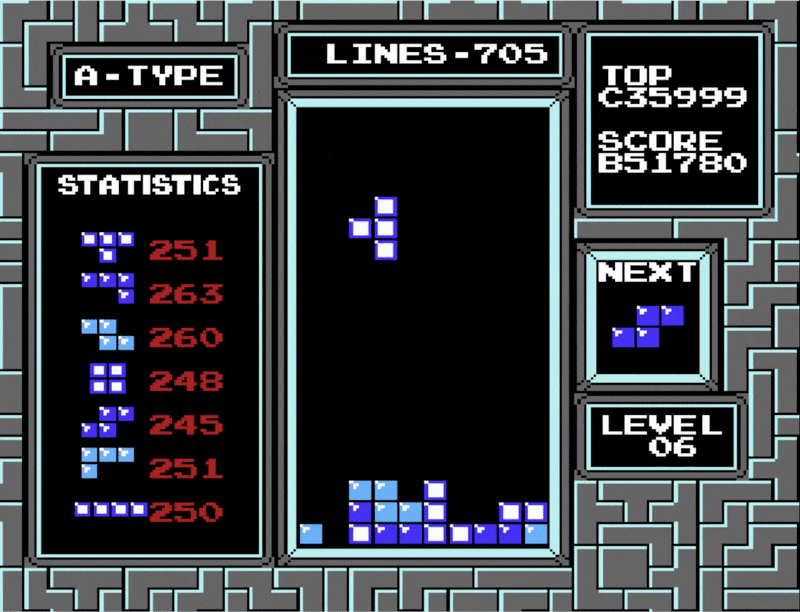 A-TYPE
LINES-705
TOP
C35999
SCORE
B51780
STATISTICS
251
263
260
248
245
251
250
NEXT
LEVEL
06